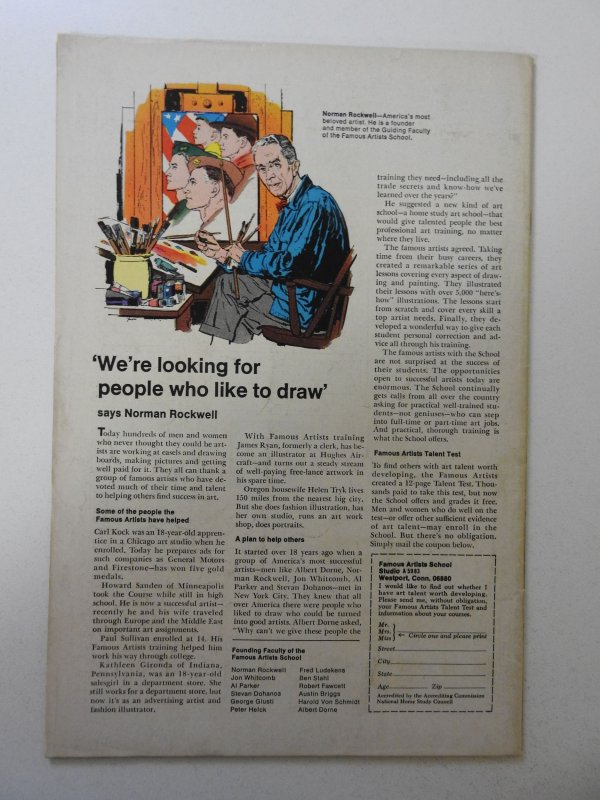 Norman Rockwell—America's most
beloved artist. He is a founder
and member of the Guiding Faculty
of the Famous Artists School.
'We're looking for
people who like to draw'
says Norman Rockwell
Today hundreds of men and women
who never thought they could be art-
ists are working at easels and drawing
boards, making pictures and getting
well paid for it. They all can thank a
group of famous artists who have de-
voted much of their time and talent
to helping others find success in art.
Some of the people the
Famous Artists have helped
Carl Kock was an 18-year-old appren-
tice in a Chicago art studio when he
enrolled. Today he prepares ads for
such companies as General Motors
and Firestone—has won five gold
medals.
Howard Sanden of Minneapolis
took the Course while still in high
school. He is now a successful artist—
recently he and his wife traveled
through Europe and the Middle East
on important art assignments.
Paul Sullivan enrolled at 14. His
Famous Artists training helped him
work his way through college.
Kathleen Gironda of Indiana,
Pennsylvania, was an 18-year-old
salesgirl in a department store. She
still works for a department store, but
now it's as an advertising artist and
fashion illustrator.
With Famous Artists training
James Ryan, formerly a clerk, has be-
come an illustrator at Hughes Air-
craft—and turns out a steady stream
of well-paying free-lance artwork in
his spare time.
Oregon housewife Helen Tryk lives
150 miles from the nearest big city.
But she does fashion illustration, has
her own studio, runs an art work
shop, does portraits.
A plan to help others
It started over 18 years ago when a
group of America's most successful
artists—men like Albert Dorne, Nor-
man Rockwell, Jon Whitcomb, Al
Parker and Stevan Dohanos—met in
New York City. They knew that all
over America there were people who
liked to draw who could be turned
into good artists. Albert Dorne asked,
"Why can't we give these people the
Founding Faculty of the
Famous Artists School
Norman Rockwell
Jon Whitcomb
Al Parker
Stevan Dohanos
George Giusti
Peter Helck
Fred Ludekens
Ben Stahl
Robert Fawcett
Austin Briggs
Harold Von Schmidt
Albert Dorne
training they need—including all the
trade secrets and know-how we've
learned over the years?"
He suggested a new kind of art
school—a home study art school—that
would give talented people the best
professional art training, no matter
where they live.
The famous artists agreed. Taking
time from their busy careers, they
created a remarkable series of art
lessons covering every aspect of draw-
ing and painting. They illustrated
their lessons with over 5,000 "here's-
how" illustrations. The lessons start
from scratch and cover every skill a
top artist needs. Finally, they de-
veloped a wonderful way to give each
student personal correction and ad-
vice all through his training.
The famous artists with the School
are not surprised at the success of
their students. The opportunities
open to successful artists today are
enormous. The School continually
gets calls from all over the country
asking for practical well-trained stu-
dents—not geniuses—who can step
into full-time or part-time art jobs.
And practical, thorough training is
what the School offers.
Famous Artists Talent Test
To find others with art talent worth
developing, the Famous Artists
created a 12-page Talent Test. Thou-
sands paid to take this test, but now
the School offers and grades it free.
Men and women who do well on the
test—or offer other sufficient evidence
of art talent—may enroll in the
School. But there's no obligation.
Simply mail the coupon below.
Famous Artists School
Studio A 5983
Westport, Conn. 06880
I would like to find out whether I
have art talent worth developing.
Please send me, without obligation,
your Famous Artists Talent Test and
information about your courses.
Mr.
Mrs.
Miss
← Circle one and please print
Street
City
State
Age Zip
Accredited by the Accrediting Commission
National Home Study Council